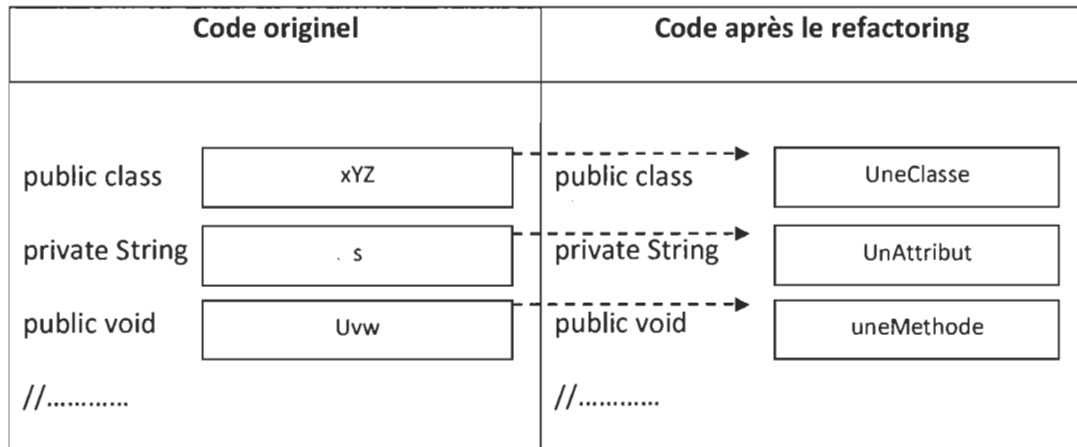 Code originel Code après le refactoring
public class xYZ public class UneClasse
private String s private String UnAttribut
public void Uvw public void uneMethode
//………… //…………